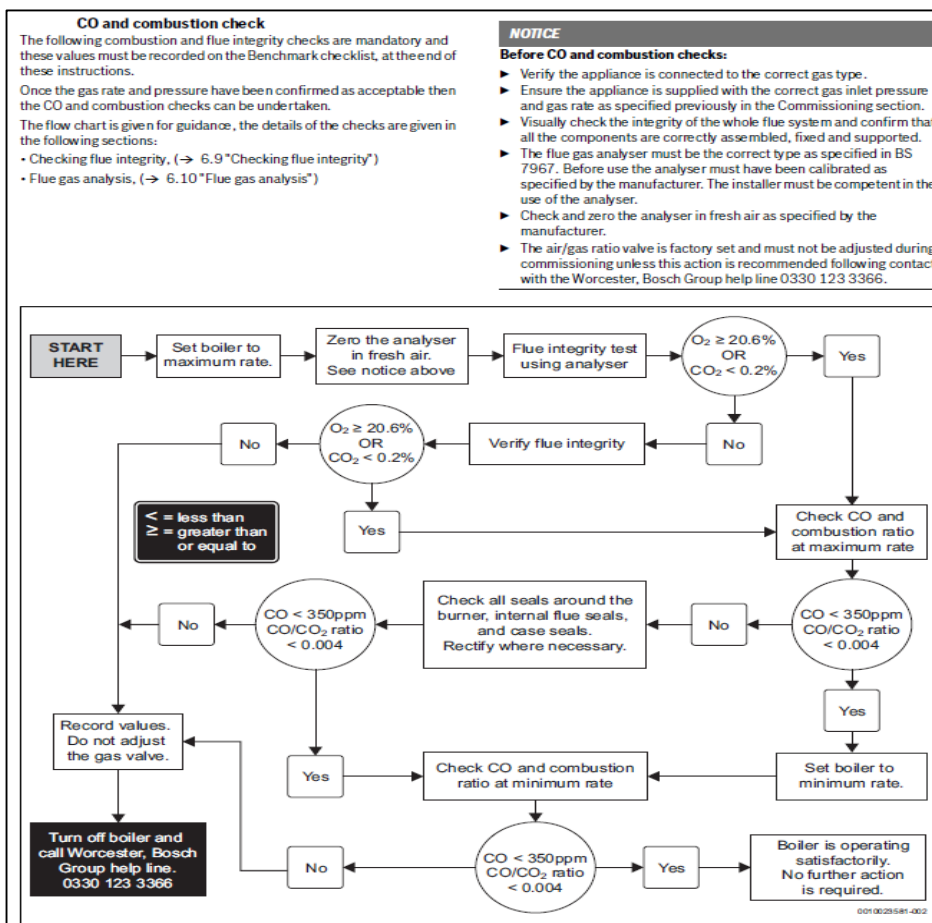 CO and combustion check
The following combustion and flue integrity checks are mandatory and
these values must be recorded on the Benchmark checklist, at the end of
these instructions.
Once the gas rate and pressure have been confirmed as acceptable then
the CO and combustion checks can be undertaken.
The flow chart is given for guidance, the details of the checks are given in
the following sections:
• Checking flue integrity, (→ 6.9 "Checking flue integrity")
• Flue gas analysis, (→ 6.10 "Flue gas analysis")
NOTICE
Before CO and combustion checks:
► Verify the appliance is connected to the correct gas type.
► Ensure the appliance is supplied with the correct gas inlet pressure
and gas rate as specified previously in the Commissioning section.
► Visually check the integrity of the whole flue system and confirm that
all the components are correctly assembled, fixed and supported.
► The flue gas analyser must be the correct type as specified in BS
7967. Before use the analyser must have been calibrated as
specified by the manufacturer. The installer must be competent in the
use of the analyser.
► Check and zero the analyser in fresh air as specified by the
manufacturer.
► The air/gas ratio valve is factory set and must not be adjusted during
commissioning unless this action is recommended following contact
with the Worcester, Bosch Group help line 0330 123 3366.
START
HERE
Set boiler to
maximum rate.
Zero the analyser
in fresh air.
See notice above
Flue integrity test
using analyser
O₂ ≥ 20.6%
OR
CO₂ < 0.2%
Yes
No
Verify flue integrity
O₂ ≥ 20.6%
OR
CO₂ < 0.2%
No
Yes
< = less than
≥ = greater than
or equal to
Check CO and
combustion ratio
at maximum rate
CO < 350ppm
CO/CO₂ ratio
< 0.004
No
Check all seals around the
burner, internal flue seals,
and case seals.
Rectify where necessary.
CO < 350ppm
CO/CO₂ ratio
< 0.004
No
Yes
Record values.
Do not adjust
the gas valve.
Yes
Check CO and combustion
ratio at minimum rate
Set boiler to
minimum rate.
Turn off boiler and
call Worcester, Bosch
Group help line.
0330 123 3366
No
CO < 350ppm
CO/CO₂ ratio
< 0.004
Yes
Boiler is operating
satisfactorily.
No further action
is required.
0010029581-002